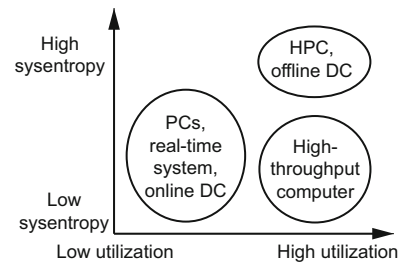 High
sysentropy
HPC,
offline DC
PCs,
real-time
system,
online DC
High-
throughput
computer
Low
sysentropy
Low utilization
High utilization